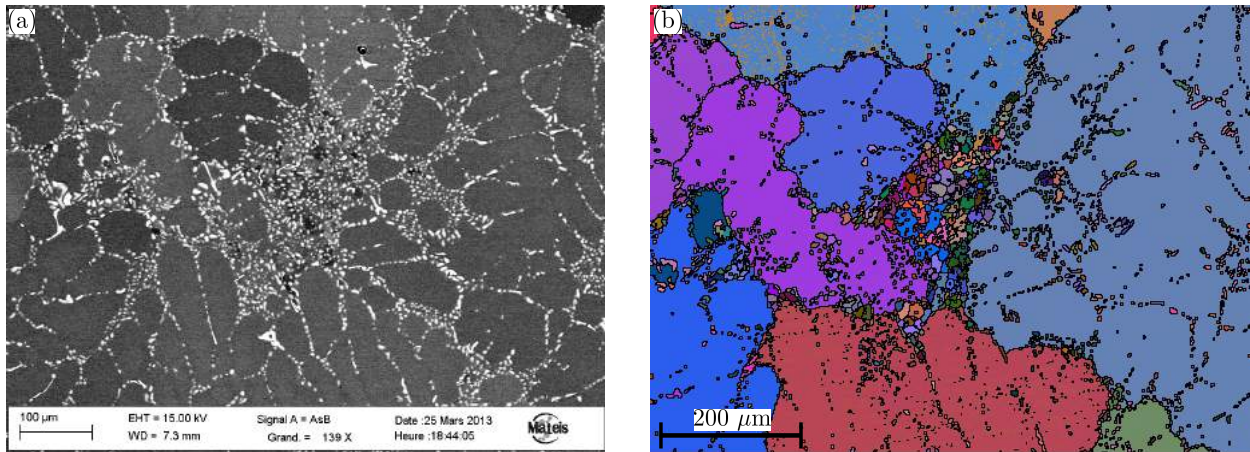 (a)
(b)
100 µm
EHT = 15.00 kV
Signal A = AsB
Date :25 Mars 2013
WD = 7.3 mm
Grand. = 139 X
Heure :18:44:05
Mateis
200 µm